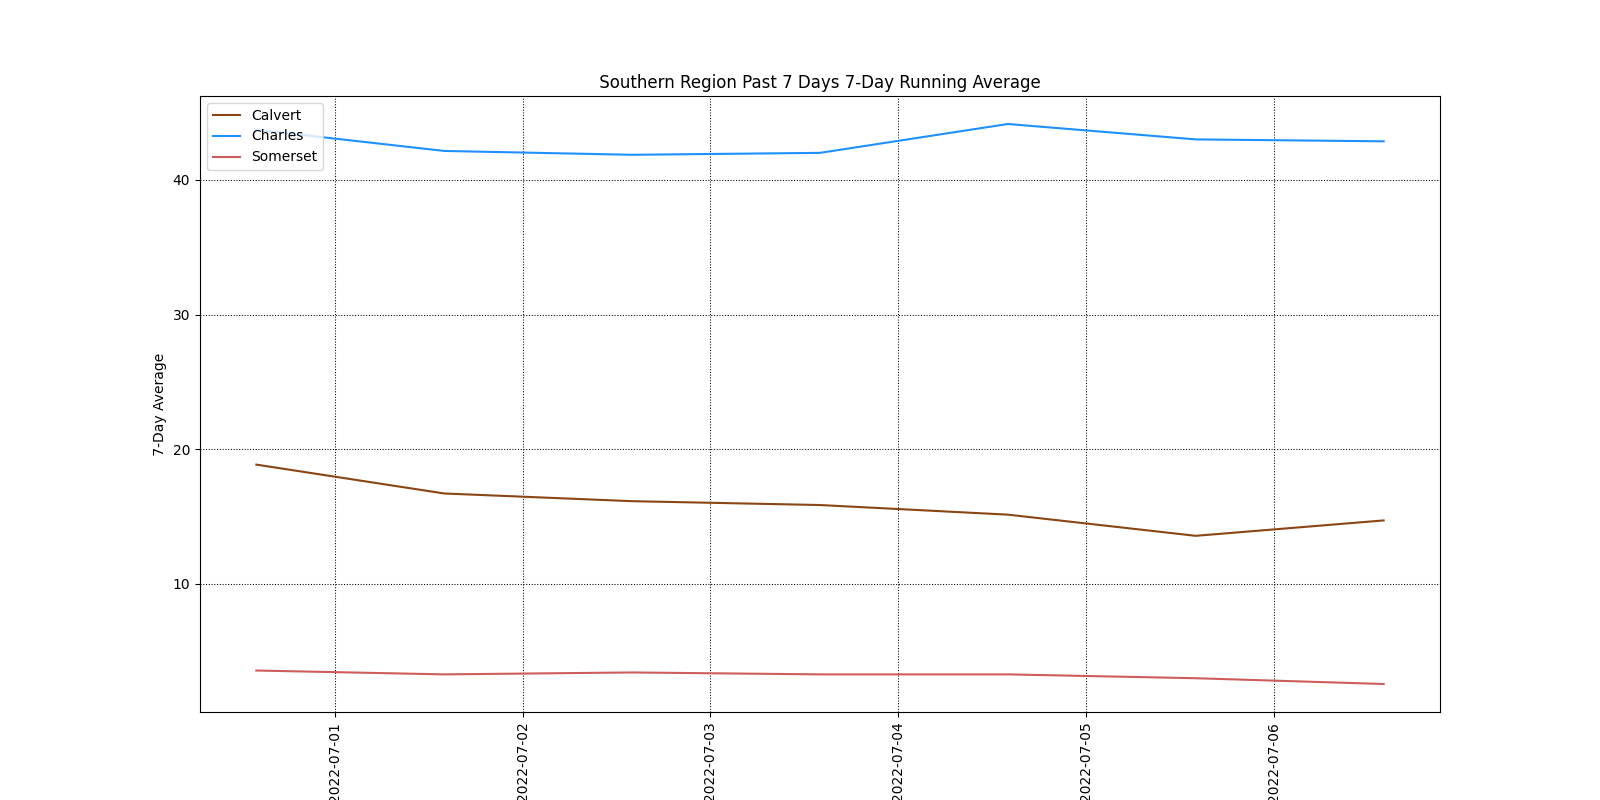 Southern Region Past 7 Days 7-Day Running Average
Calvert
Charles
Somerset
7-Day Average
40
30
20
10
2022-07-01
2022-07-02
2022-07-03
2022-07-04
2022-07-05
2022-07-06